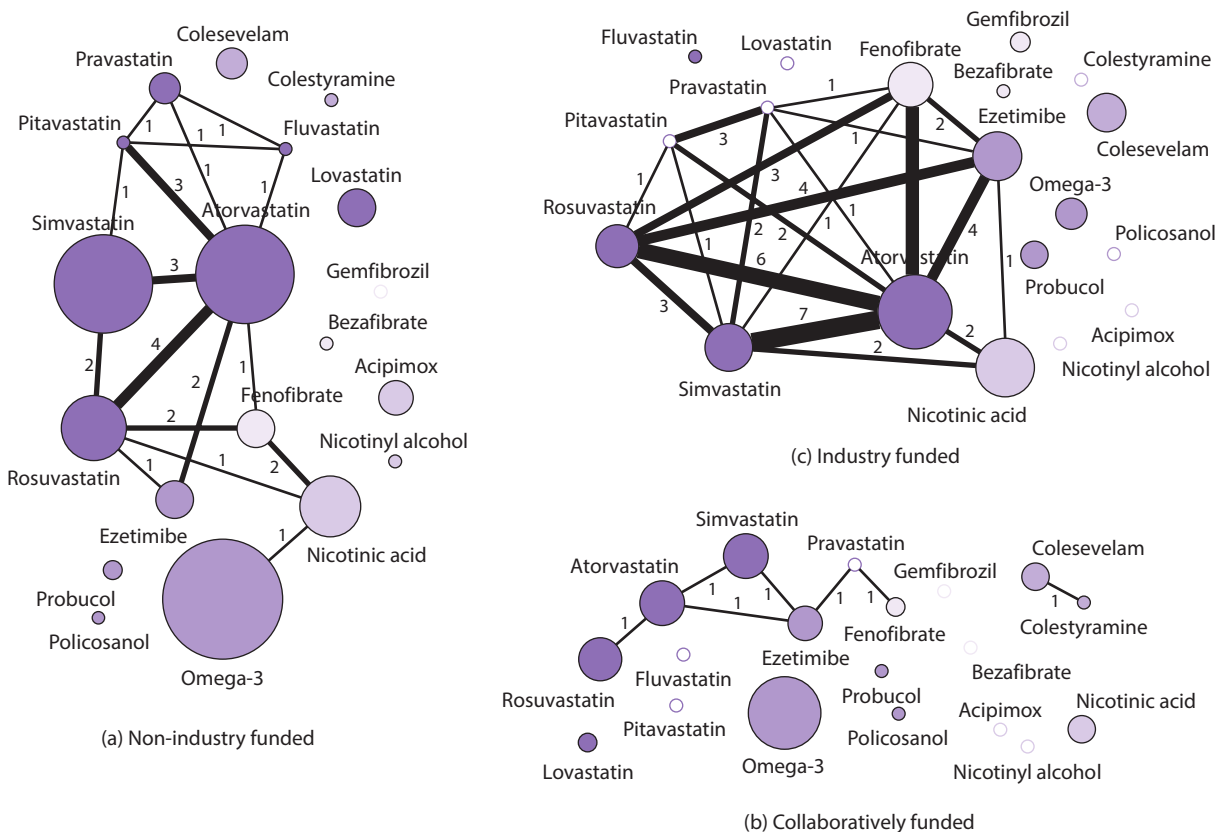 Colesevelam
Pravastatin
Colestyramine
Pitavastatin
1
1
1
Fluvastatin
1
3
1
1
Lovastatin
Atorvastatin
Simvastatin
3
Gemfibrozil
Bezafibrate
2
4
2
1
Acipimox
Fenofibrate
2
Nicotinyl alcohol
Rosuvastatin
1
1
2
Ezetimibe
1
Nicotinic acid
Probucol
Policosanol
Omega-3
(a) Non-industry funded
Gemfibrozil
Fluvastatin
Lovastatin
Fenofibrate
Colestyramine
Bezafibrate
Pravastatin
1
2
Ezetimibe
Pitavastatin
3
1
Colesevelam
1
3
4
Omega-3
Rosuvastatin
1
1
2
2
1
4
Policosanol
6
Atorvastatin
1
Probucol
3
7
2
2
Acipimox
Nicotinyl alcohol
Simvastatin
Nicotinic acid
(c) Industry funded
Simvastatin
Pravastatin
Colesevelam
Atorvastatin
Gemfibrozil
1
1
1
1
1
1
1
Colestyramine
Fenofibrate
1
Ezetimibe
Fluvastatin
Bezafibrate
Rosuvastatin
Probucol
Nicotinic acid
Pitavastatin
Policosanol
Acipimox
Lovastatin
Omega-3
Nicotinyl alcohol
(b) Collaboratively funded